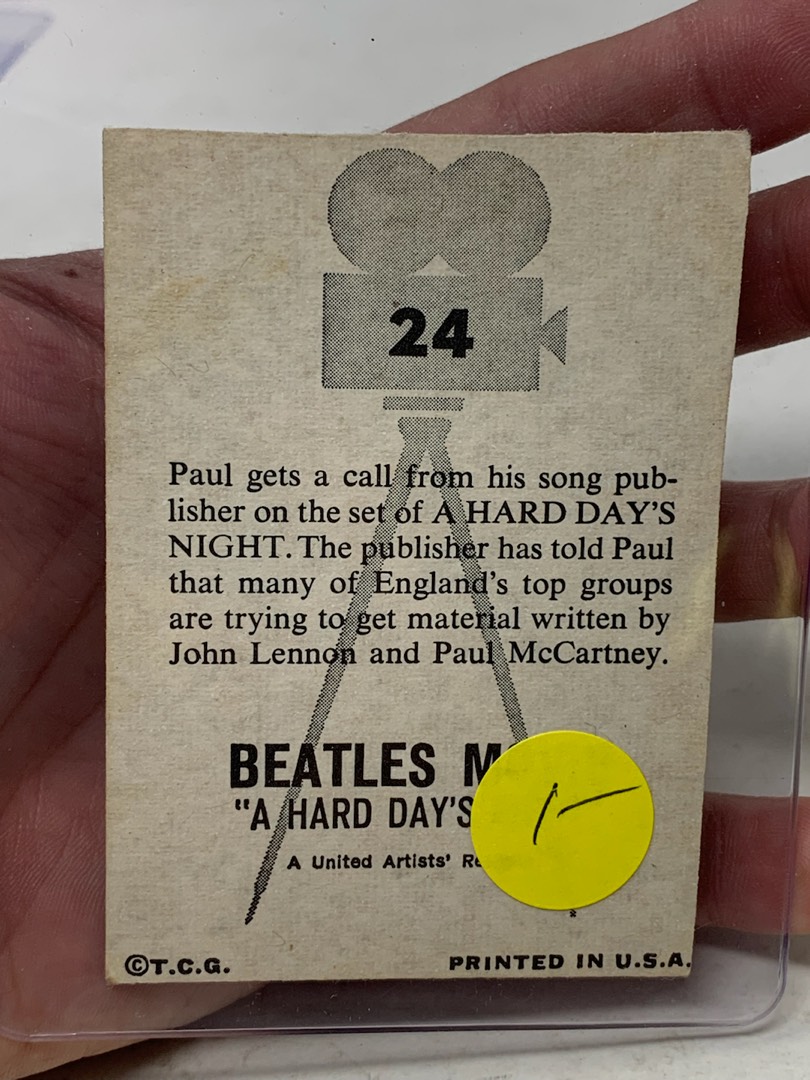 24
Paul gets a call from his song pub-
lisher on the set of A HARD DAY'S
NIGHT. The publisher has told Paul
that many of England's top groups
are trying to get material written by
John Lennon and Paul McCartney.
BEATLES
"A HARD DAY'S
A United Artists'
©T.C.G.
PRINTED IN U.S.A.